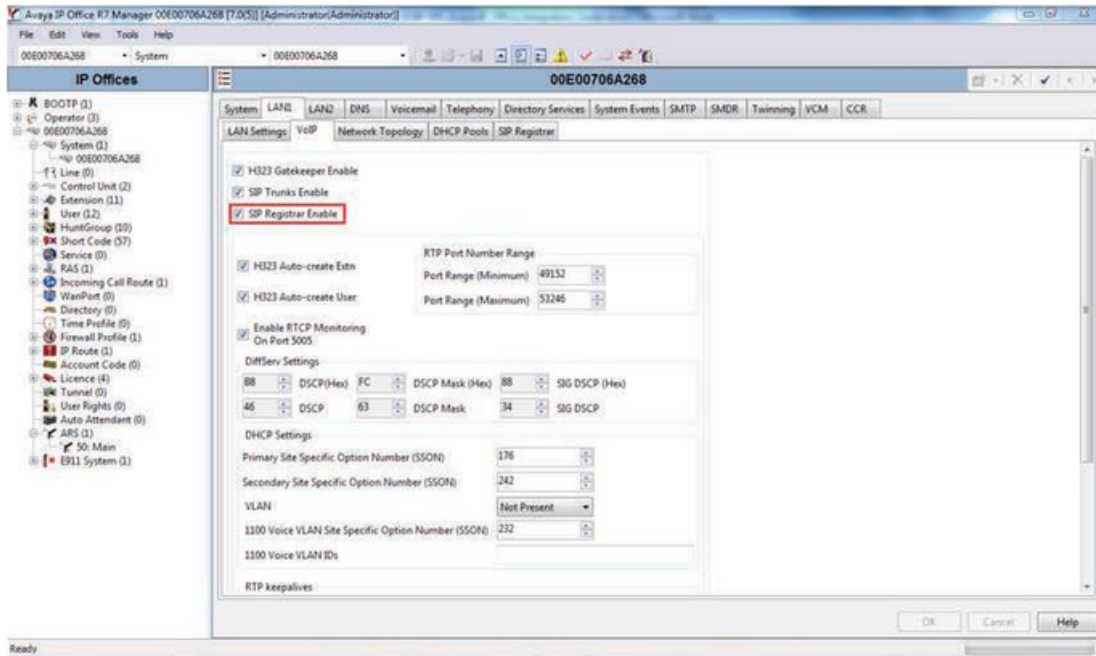 Avaya IP Office R7 Manager 00E00706A268 [7.0(5)] [Administrator(Administrator)]
File Edit View Tools Help
00E00706A268 System 00E00706A268
IP Offices
00E00706A268
BOOTP (1)
Operator (3)
00E00706A268
System (1)
00E00706A268
Line (0)
Control Unit (2)
Extension (11)
User (12)
HuntGroup (10)
Short Code (57)
Service (0)
RAS (1)
Incoming Call Route (1)
WanPort (0)
Directory (0)
Time Profile (0)
Firewall Profile (1)
IP Route (1)
Account Code (0)
Licence (4)
Tunnel (0)
User Rights (0)
Auto Attendant (0)
ARS (1)
50: Main
E911 System (1)
System LAN1 LAN2 DNS Voicemail Telephony Directory Services System Events SMTP SMDR Twinning VCM CCR
LAN Settings VoIP Network Topology DHCP Pools SIP Registrar
H323 Gatekeeper Enable
SIP Trunks Enable
SIP Registrar Enable
H323 Auto-create Extn
H323 Auto-create User
RTP Port Number Range
Port Range (Minimum) 49152
Port Range (Maximum) 53246
Enable RTCP Monitoring
On Port 5005
DiffServ Settings
B8 DSCP(Hex) FC DSCP Mask (Hex) 88 SIG DSCP (Hex)
46 DSCP 63 DSCP Mask 34 SIG DSCP
DHCP Settings
Primary Site Specific Option Number (SSON) 176
Secondary Site Specific Option Number (SSON) 242
VLAN Not Present
1100 Voice VLAN Site Specific Option Number (SSON) 232
1100 Voice VLAN IDs
RTP keepalives
OK Cancel Help
Ready